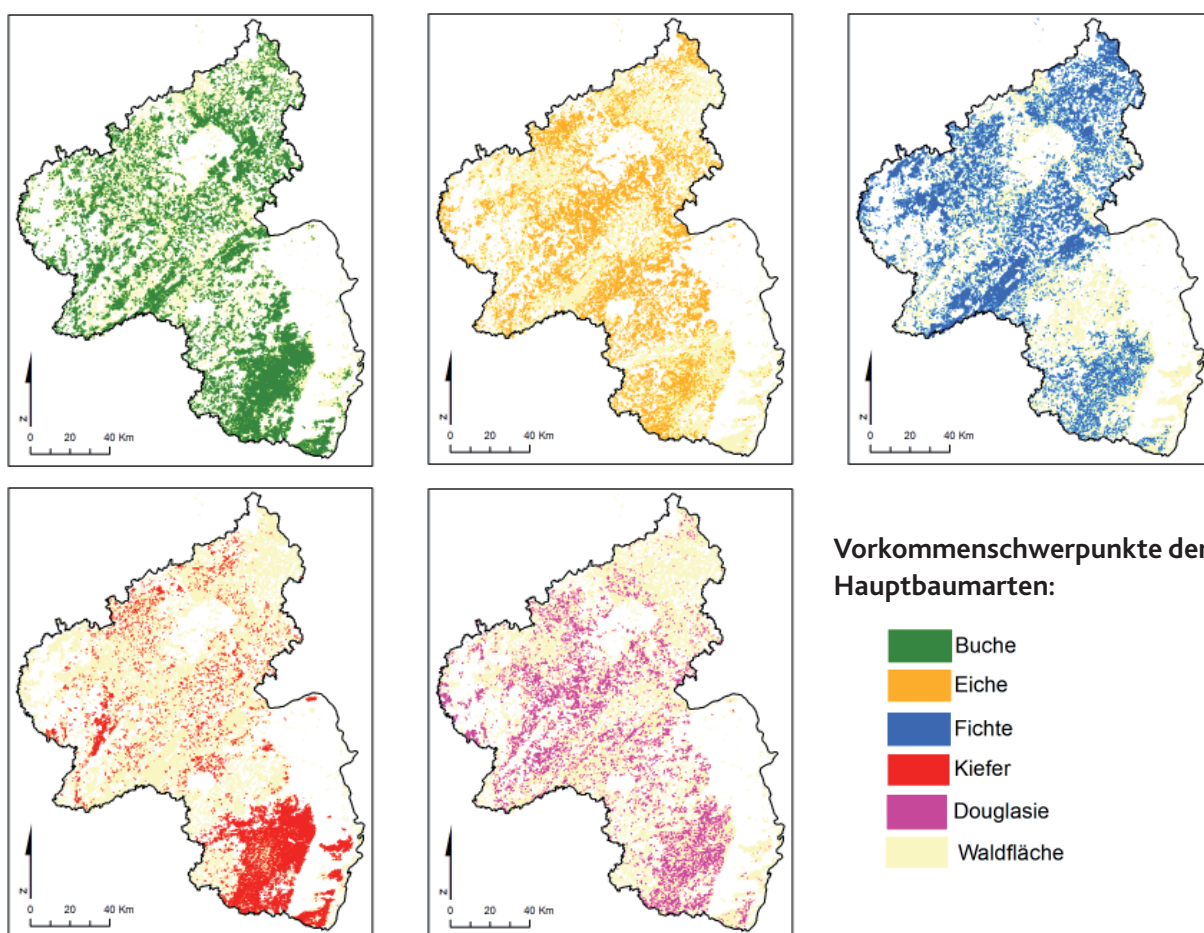 N
0 20 40 Km
N
0 20 40 Km
N
0 20 40 Km
N
0 20 40 Km
N
0 20 40 Km
Vorkommenschwerpunkte der
Hauptbaumarten:
Buche
Eiche
Fichte
Kiefer
Douglasie
Waldfläche